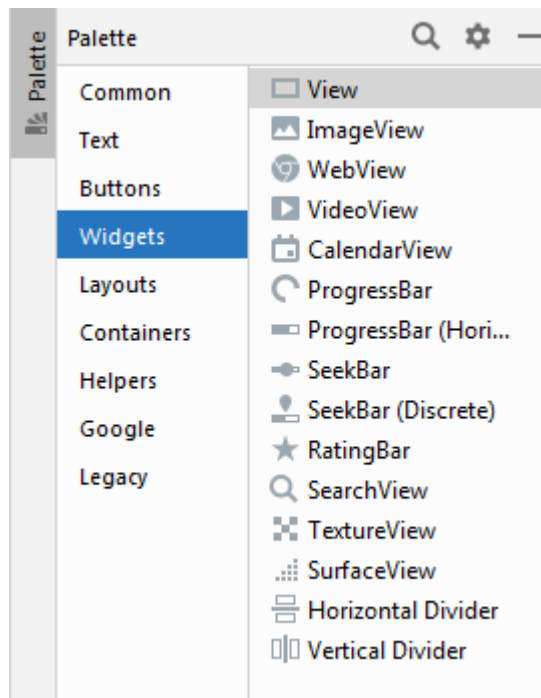 Palette
Palette
Common
Text
Buttons
Widgets
Layouts
Containers
Helpers
Google
Legacy
View
ImageView
WebView
VideoView
CalendarView
ProgressBar
ProgressBar (Hori...
SeekBar
SeekBar (Discrete)
RatingBar
SearchView
TextureView
SurfaceView
Horizontal Divider
Vertical Divider